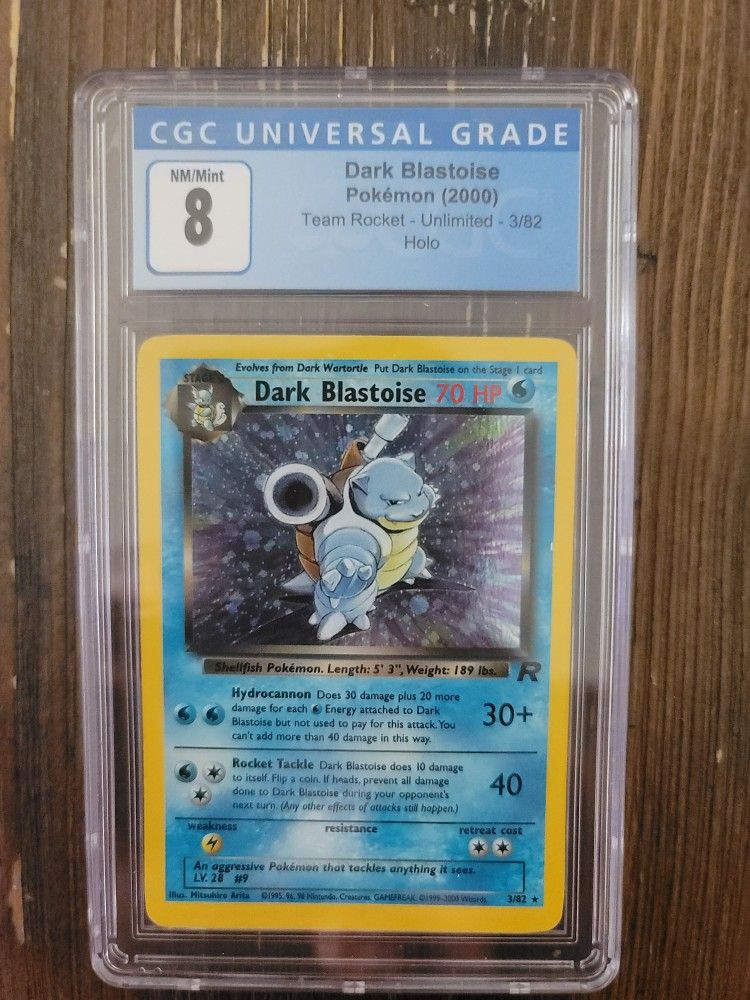 CGC UNIVERSAL GRADE
NM/Mint
8
Dark Blastoise
Pokémon (2000)
Team Rocket - Unlimited - 3/82
Holo
Evolves from Dark Wartortle Put Dark Blastoise on the Stage 1 card
STAGE
Dark Blastoise 70 HP
Shellfish Pokémon. Length: 5' 3", Weight: 189 lbs.
R
Hydrocannon Does 30 damage plus 20 more
damage for each Energy attached to Dark
Blastoise but not used to pay for this attack. You
can't add more than 40 damage in this way.
30+
Rocket Tackle Dark Blastoise does 10 damage
to itself. Flip a coin. If heads, prevent all damage
done to Dark Blastoise during your opponent's
next turn. (Any other effects of attacks still happen.)
40
weakness
resistance
retreat cost
An aggressive Pokémon that tackles anything it sees.
LV. 28 #9
Illus. Mitsuhiro Arita
©1995, 96, 98 Nintendo, Creatures, GAMEFREAK. ©1999-2000 Wizards.
3/82 ★